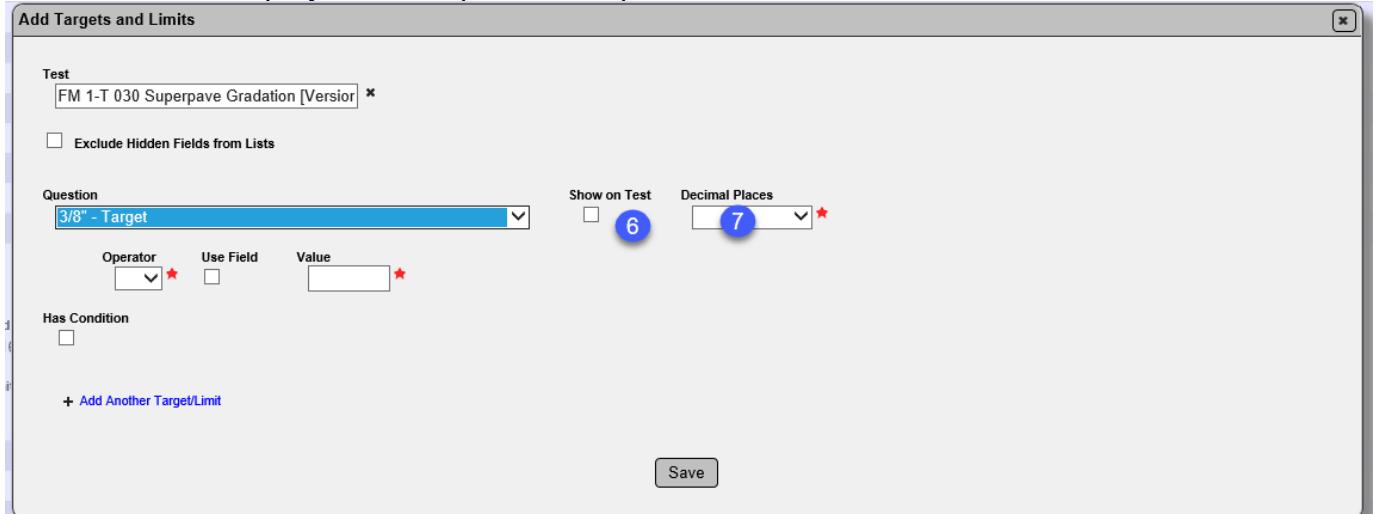 Add Targets and Limits
Test
FM 1-T 030 Superpave Gradation [Version
Exclude Hidden Fields from Lists
Question Show on Test Decimal Places
3/8" - Target 6 7
Operator Use Field Value
Has Condition
+ Add Another Target/Limit
Save